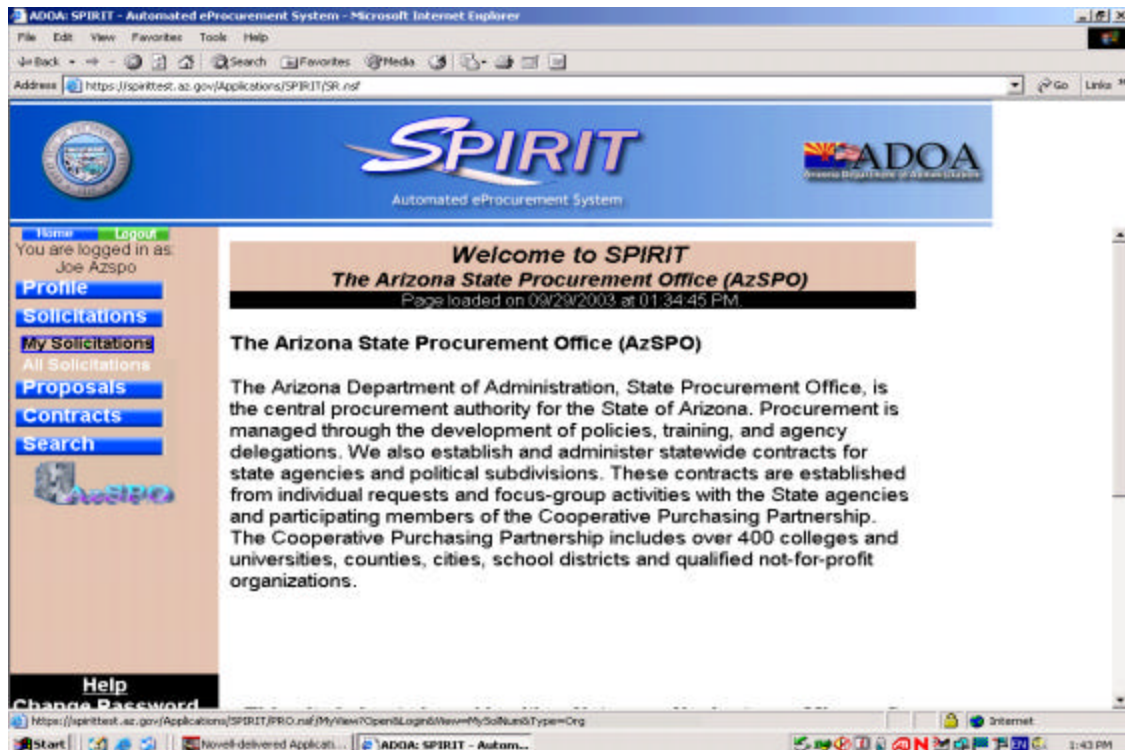 ADOA: SPIRIT - Automated eProcurement System - Microsoft Internet Explorer
File Edit View Favorites Tools Help
Back Search Favorites Media
Address https://spirittest.az.gov/Applications/SPIRIT/SR.nsf Go Links
SPIRIT
Automated eProcurement System
ADOA
Arizona Department of Administration
Home Logout
You are logged in as:
Joe Azspo
Profile
Solicitations
My Solicitations
All Solicitations
Proposals
Contracts
Search
AzSPO
Help
Change Password
Welcome to SPIRIT
The Arizona State Procurement Office (AzSPO)
Page loaded on 09/29/2003 at 01:34:45 PM.
The Arizona State Procurement Office (AzSPO)
The Arizona Department of Administration, State Procurement Office, is
the central procurement authority for the State of Arizona. Procurement is
managed through the development of policies, training, and agency
delegations. We also establish and administer statewide contracts for
state agencies and political subdivisions. These contracts are established
from individual requests and focus-group activities with the State agencies
and participating members of the Cooperative Purchasing Partnership.
The Cooperative Purchasing Partnership includes over 400 colleges and
universities, counties, cities, school districts and qualified not-for-profit
organizations.
https://spirittest.az.gov/Applications/SPIRIT/PRO.nsf/MyView?Open&Login&View=MySolNum&Type=Org Internet
Start Novell-delivered Applicati... ADOA: SPIRIT - Autom... 1:43 PM